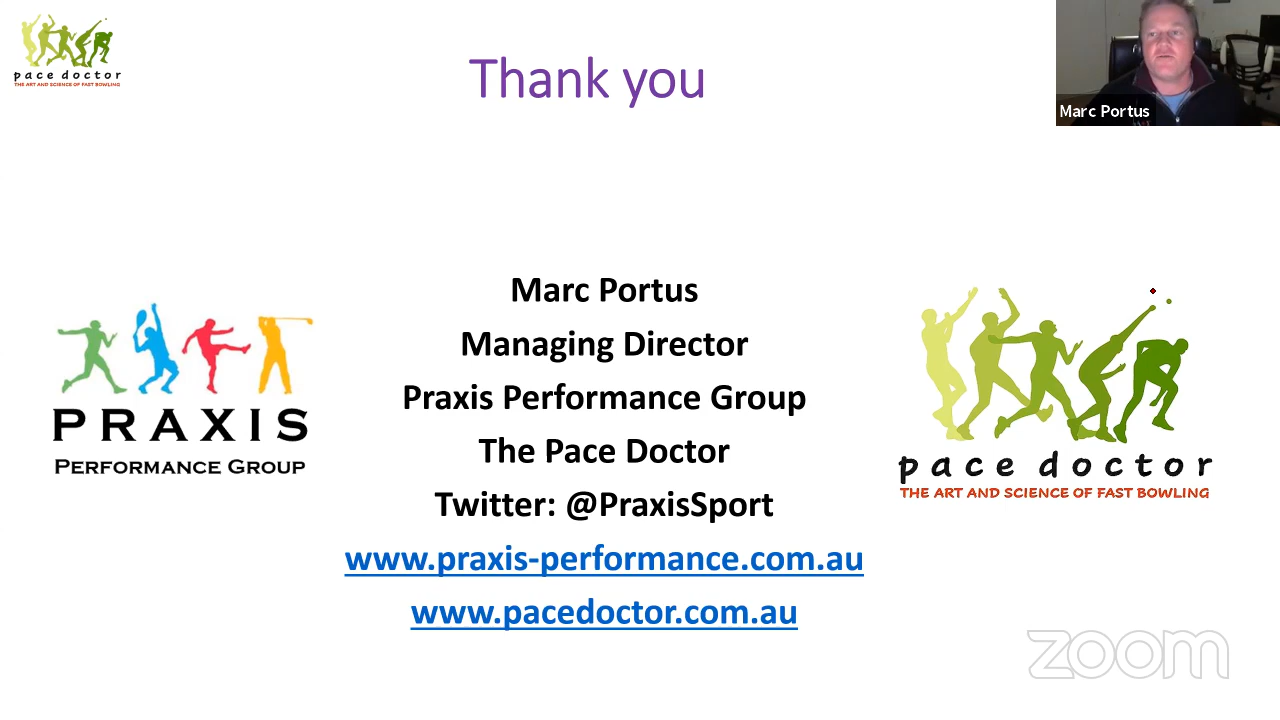 pace doctor
THE ART AND SCIENCE OF FAST BOWLING
Thank you
Marc Portus
Marc Portus
Managing Director
Praxis Performance Group
The Pace Doctor
Twitter: @PraxisSport
www.praxis-performance.com.au
www.pacedoctor.com.au
PRAXIS
PERFORMANCE GROUP
pace doctor
THE ART AND SCIENCE OF FAST BOWLING
zoom